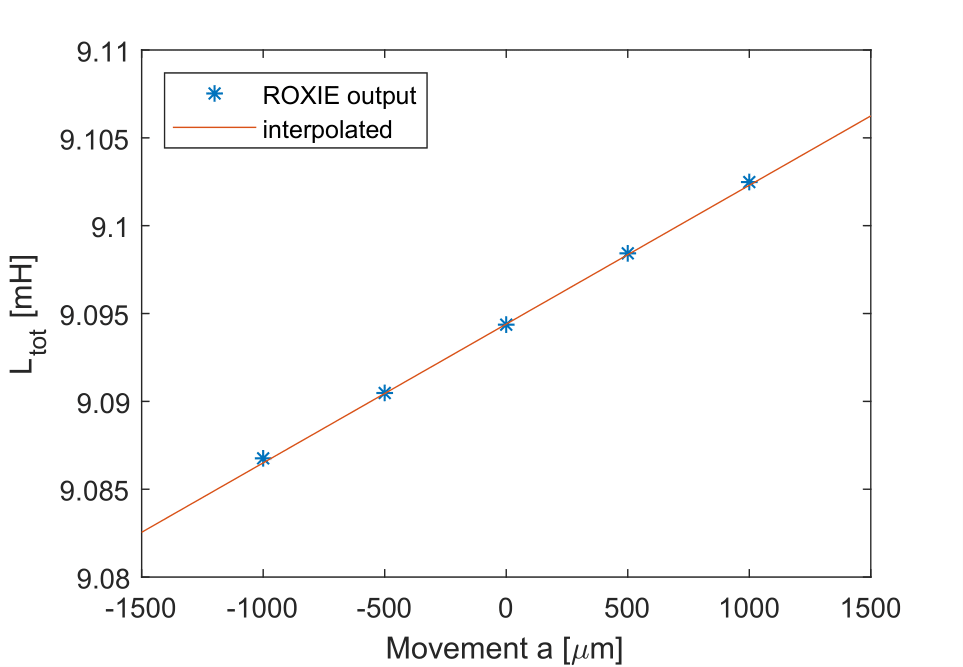 9.11
9.105
9.1
9.095
9.09
9.085
9.08
L_tot [mH]
ROXIE output
interpolated
-1500 -1000 -500 0 500 1000 1500
Movement a [μm]